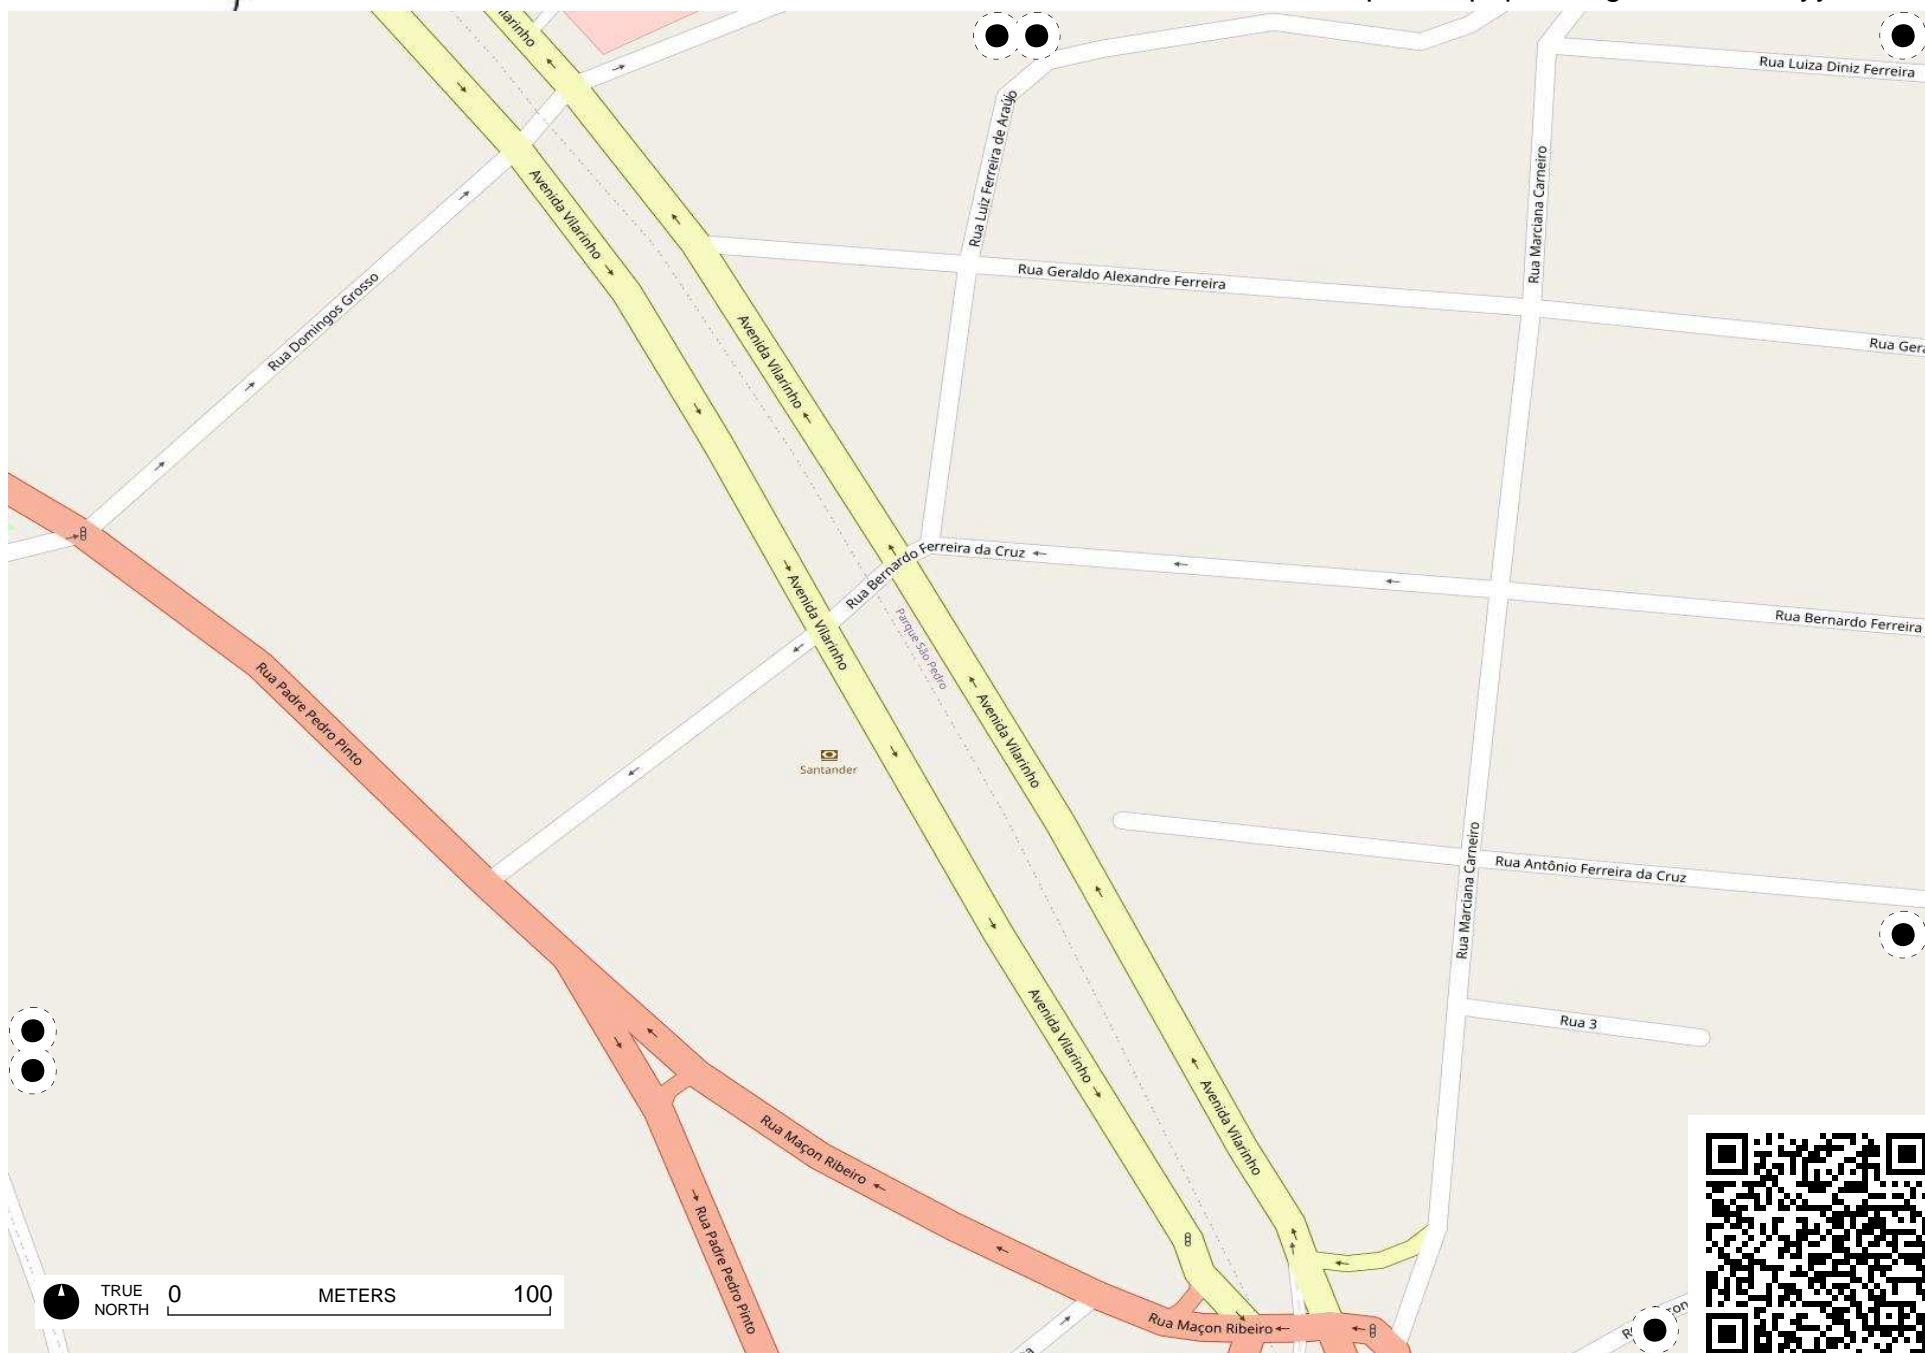 Vilarinho
Rua Luiza Diniz Ferreira
Rua Luiz Ferreira de Araújo
Rua Marciana Carneiro
Avenida Vilarinho
Rua Geraldo Alexandre Ferreira
Rua Domingos Grosso
Avenida Vilarinho
Rua Gera
Rua Bernardo Ferreira da Cruz
Avenida Vilarinho
Rua Bernardo Ferreira
Parque São Pedro
Rua Padre Pedro Pinto
Avenida Vilarinho
Santander
Rua Marciana Carneiro
Rua Antônio Ferreira da Cruz
Avenida Vilarinho
Rua 3
Avenida Vilarinho
Rua Maçon Ribeiro
Rua Padre Pedro Pinto
TRUE
NORTH
0 METERS 100
Rua Maçon Ribeiro